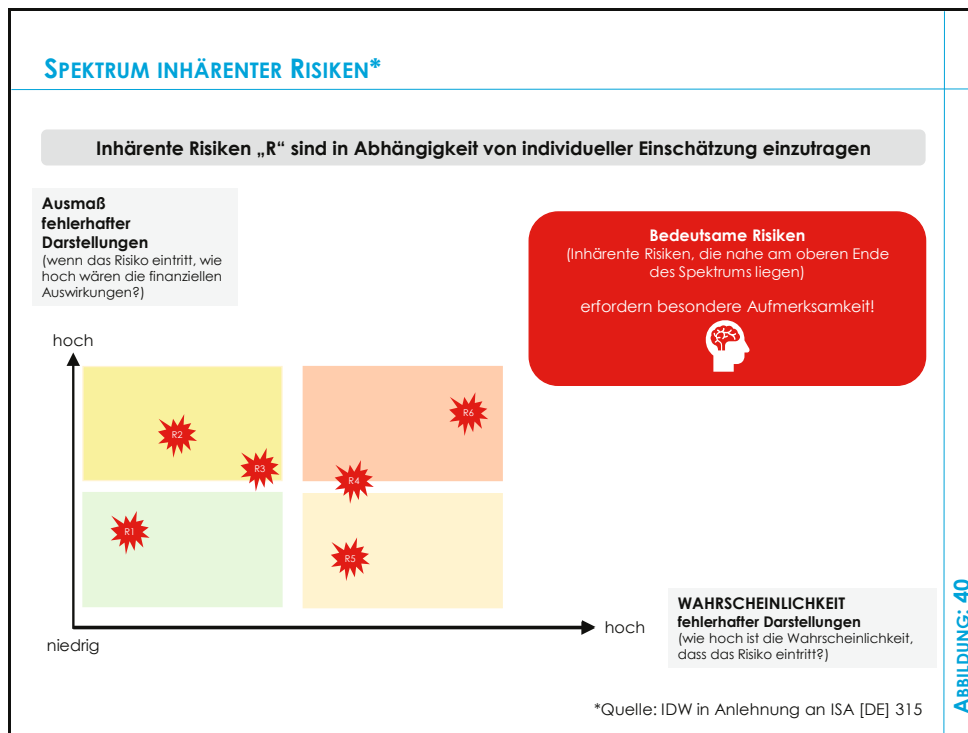 SPEKTRUM INHÄRENTER RISIKEN*
Inhärente Risiken „R“ sind in Abhängigkeit von individueller Einschätzung einzutragen
Ausmaß
fehlerhafter
Darstellungen
(wenn das Risiko eintritt, wie
hoch wären die finanziellen
Auswirkungen?)
Bedeutsame Risiken
(Inhärente Risiken, die nahe am oberen Ende
des Spektrums liegen)
erfordern besondere Aufmerksamkeit!
hoch
R6
R2
R3
R4
R1
R5
WAHRSCHEINLICHKEIT
fehlerhafter Darstellungen
(wie hoch ist die Wahrscheinlichkeit,
dass das Risiko eintritt?)
hoch
niedrig
*Quelle: IDW in Anlehnung an ISA [DE] 315
ABBILDUNG: 40